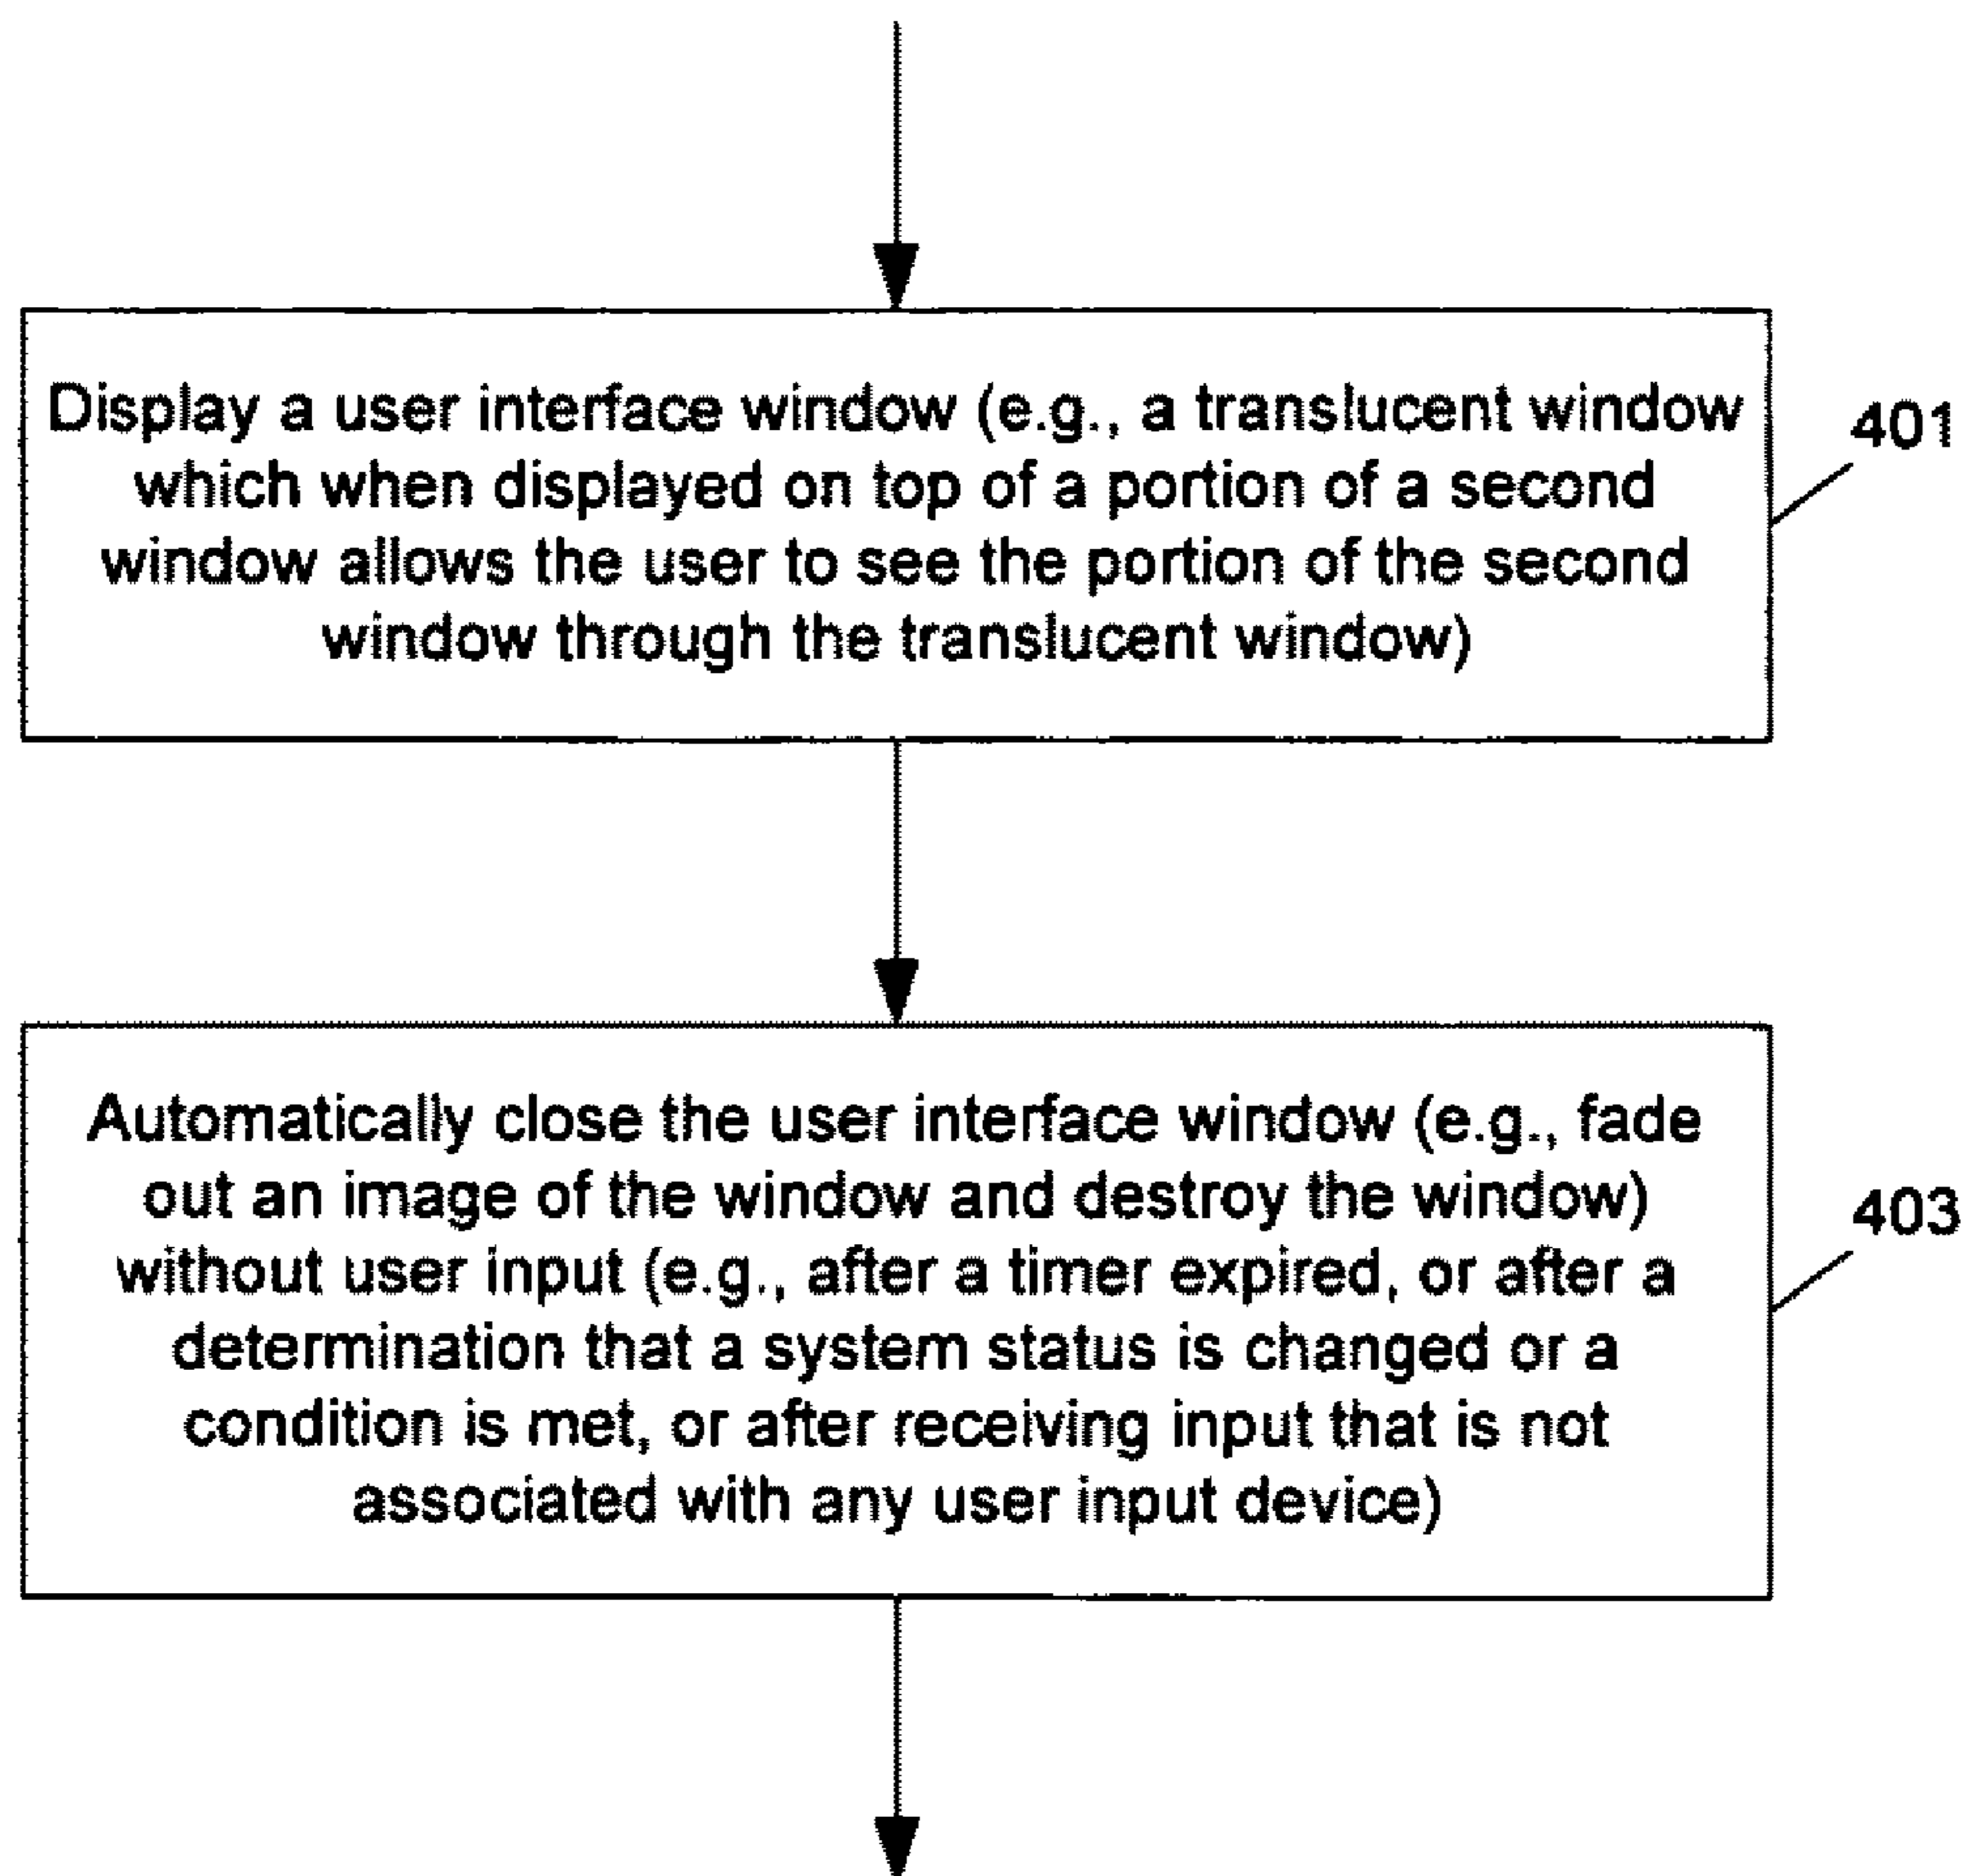 Display a user interface window (e.g., a translucent window
which when displayed on top of a portion of a second
window allows the user to see the portion of the second
window through the translucent window)
401
Automatically close the user interface window (e.g., fade
out an image of the window and destroy the window)
without user input (e.g., after a timer expired, or after a
determination that a system status is changed or a
condition is met, or after receiving input that is not
associated with any user input device)
403